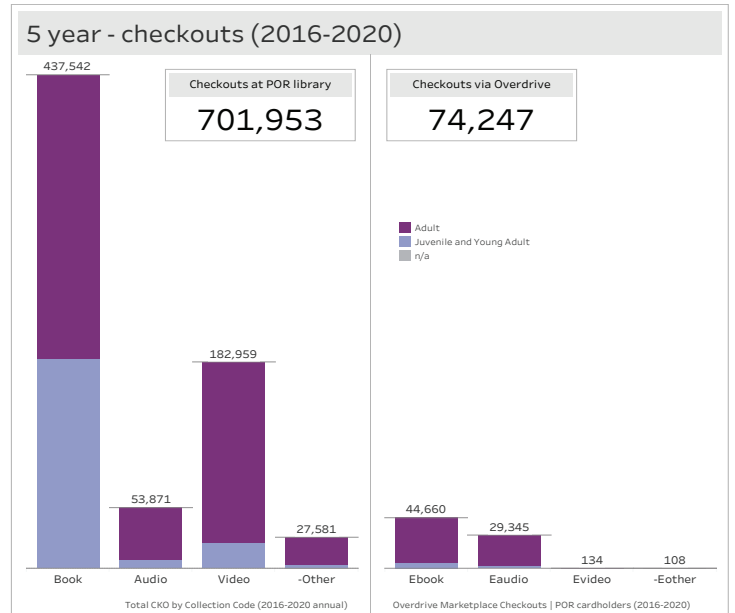 5 year - checkouts (2016-2020)
437,542
Checkouts at POR library
701,953
Checkouts via Overdrive
74,247
Adult
Juvenile and Young Adult
n/a
182,959
53,871
27,581
44,660
29,345
134
108
Book
Audio
Video
-Other
Ebook
Eaudio
Evideo
-Eother
Total CKO by Collection Code (2016-2020 annual)
Overdrive Marketplace Checkouts | POR cardholders (2016-2020)